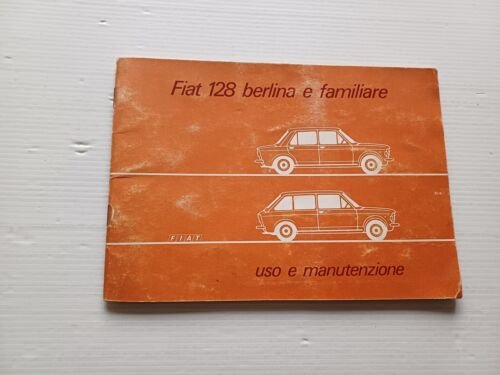 Fiat 128 berlina e familiare
FIAT
uso e manutenzione